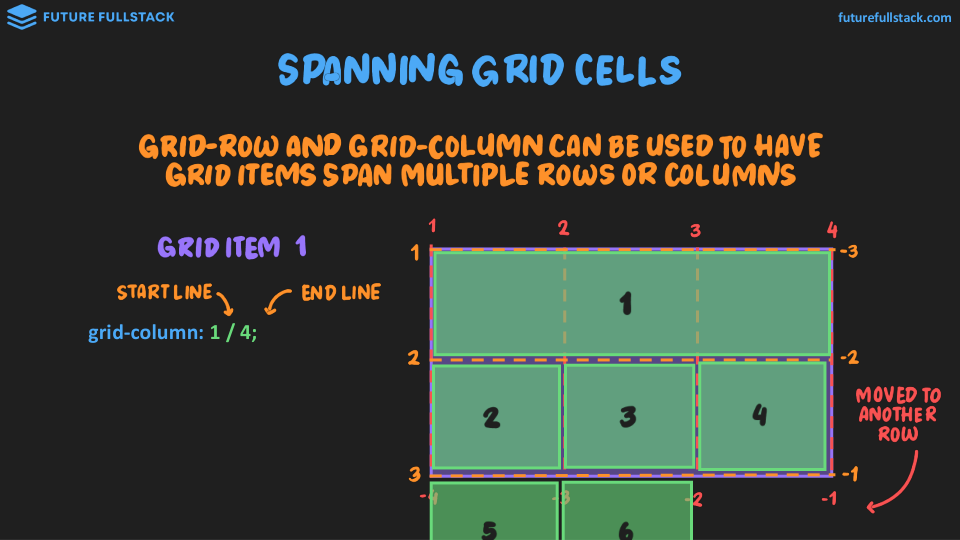 FUTURE FULLSTACK
futurefullstack.com
SPANNING GRID CELLS
GRID-ROW AND GRID-COLUMN CAN BE USED TO HAVE
GRID ITEMS SPAN MULTIPLE ROWS OR COLUMNS
GRID ITEM 1
START LINE
END LINE
grid-column: 1 / 4;
1 2 3 4
1
-3
1
2
-2
2 3 4
MOVED TO
ANOTHER
ROW
3
-1
-4 -3 -2 -1
5 6